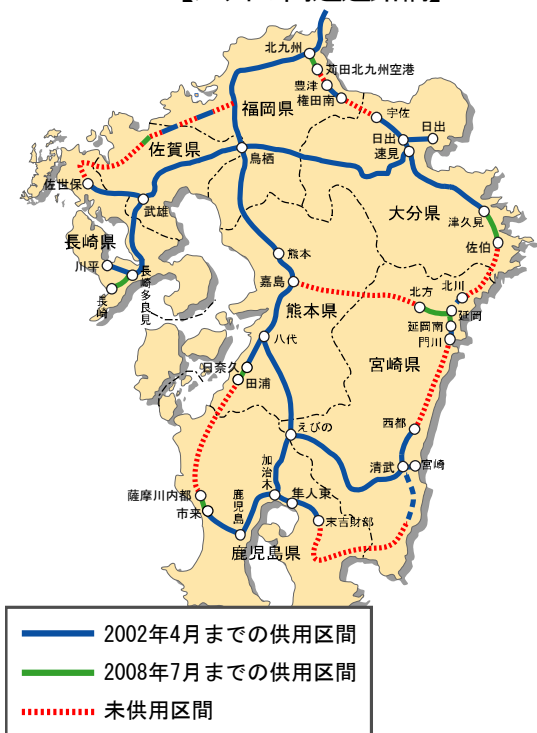 北九州
苅田北九州空港
豊津
権田南
福岡県
宇佐
日出
日出
速見
佐賀県
鳥栖
佐世保
武雄
大分県
津久見
佐伯
長崎県
川平
長崎
長崎多良見
熊本
嘉島
熊本県
北方
北川
延岡
延岡南
門川
八代
日奈久
田浦
宮崎県
えびの
西都
加治木
清武
宮崎
薩摩川内都
市来
鹿児島
隼人東
末吉財部
鹿児島県
2002年4月までの供用区間
2008年7月までの供用区間
未供用区間